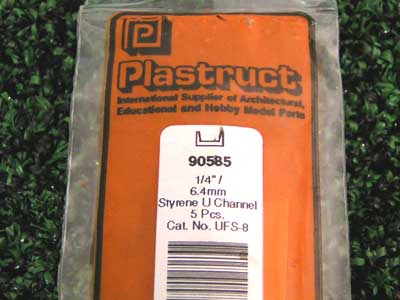 P
Plastruct
International Supplier of Architectural,
Educational and Hobby Model Parts
90585
1/4"/
6.4mm
Styrene U Channel
5 Pcs.
Cat. No. UFS-8